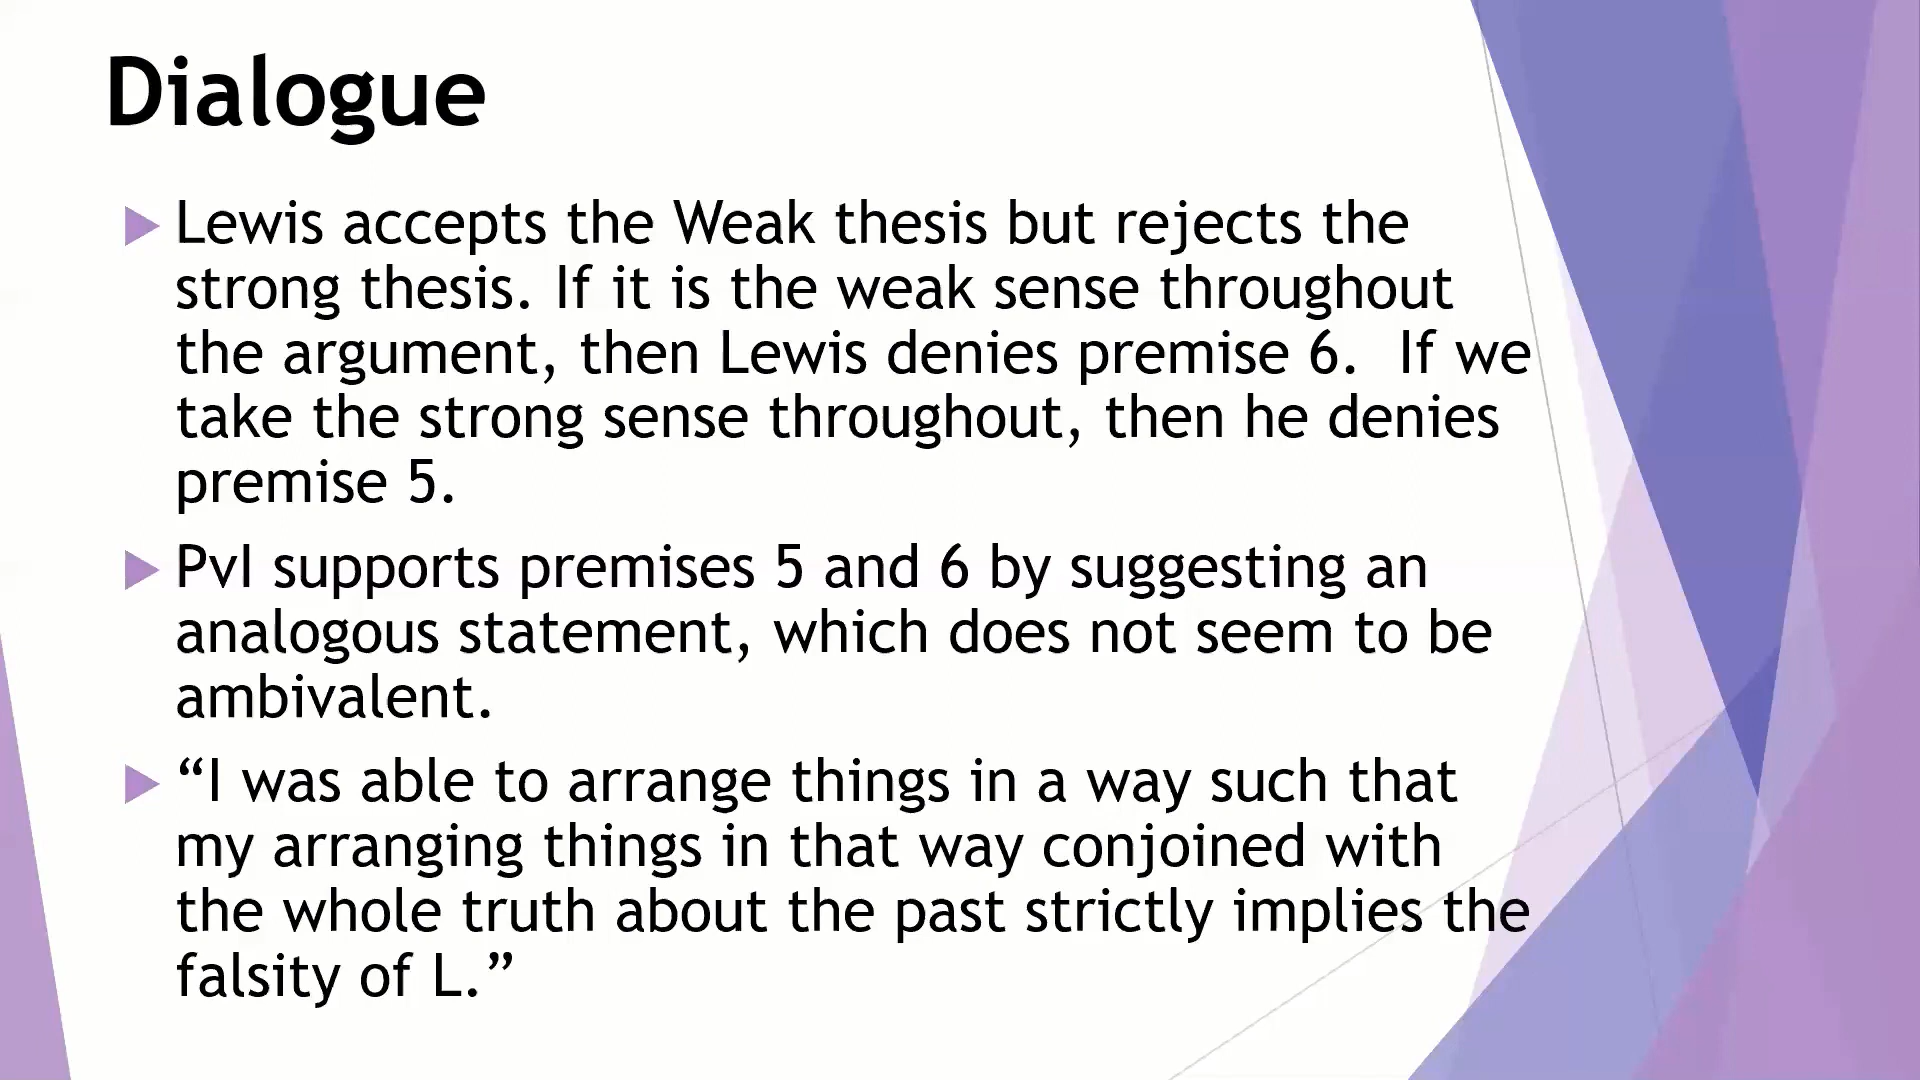 Dialogue
Lewis accepts the Weak thesis but rejects the
strong thesis. If it is the weak sense throughout
the argument, then Lewis denies premise 6.  If we
take the strong sense throughout, then he denies
premise 5.
PvI supports premises 5 and 6 by suggesting an
analogous statement, which does not seem to be
ambivalent.
“I was able to arrange things in a way such that
my arranging things in that way conjoined with
the whole truth about the past strictly implies the
falsity of L.”